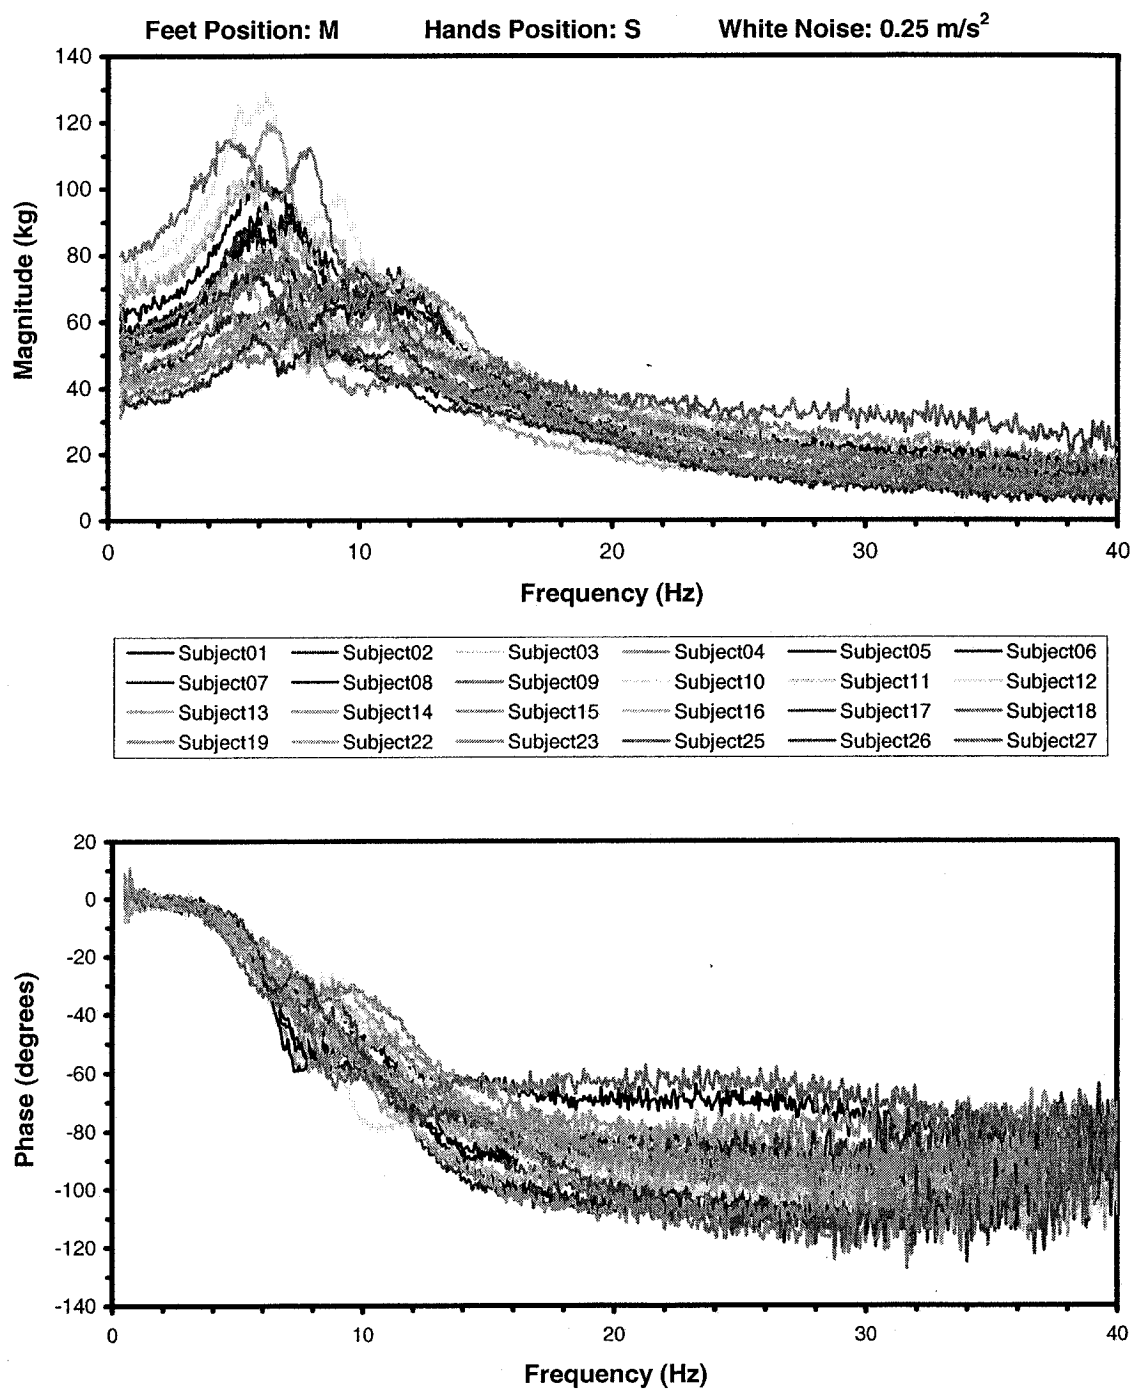 Feet Position: M Hands Position: S White Noise: 0.25 m/s²
140
120
100
80
60
40
20
0
Magnitude (kg)
0 10 20 30 40
Frequency (Hz)
Subject01 Subject02 Subject03 Subject04 Subject05 Subject06
Subject07 Subject08 Subject09 Subject10 Subject11 Subject12
Subject13 Subject14 Subject15 Subject16 Subject17 Subject18
Subject19 Subject22 Subject23 Subject25 Subject26 Subject27
20
0
-20
-40
-60
-80
-100
-120
-140
Phase (degrees)
0 10 20 30 40
Frequency (Hz)